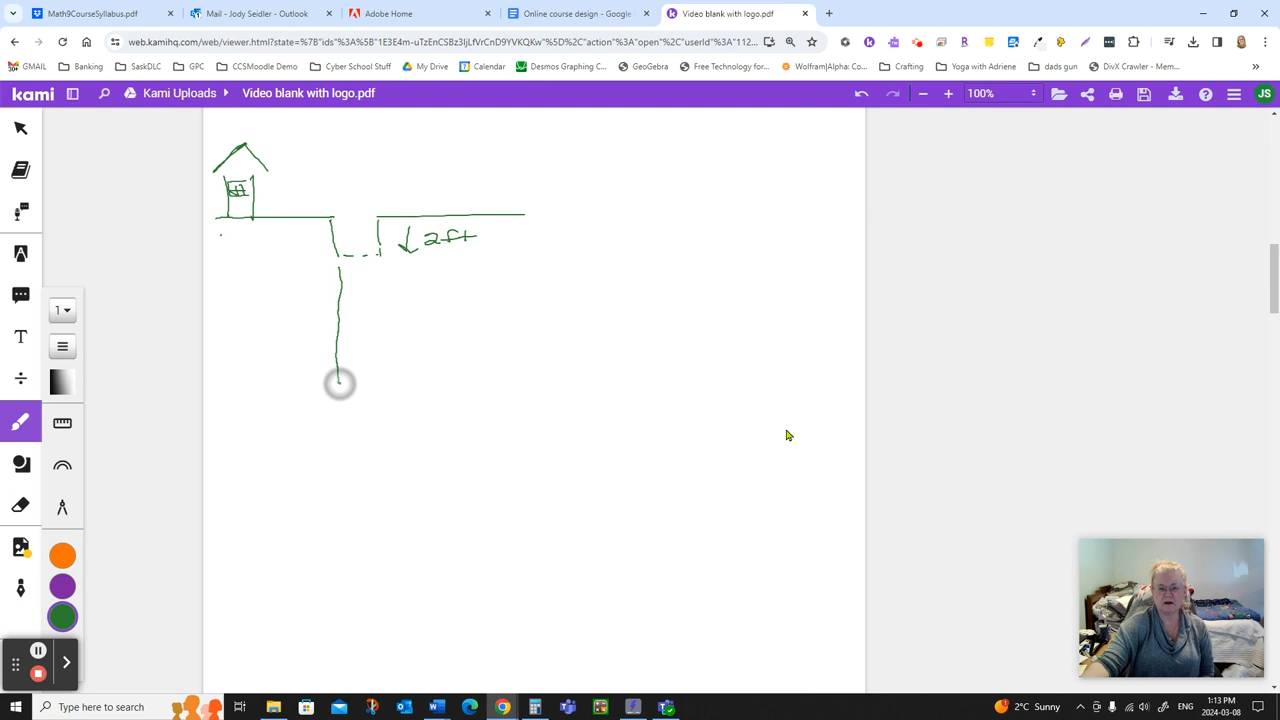 Math9CourseSyllabus.pdf
Mail - Jody Seidler - Outlook
Adobe Home
Online course design - Google
Video blank with logo.pdf
web.kamihq.com/web/viewer.html?state=%7B"ids"%3A%5B"1E3E4m-uTzEnCSBz3IjLfVrCnD9YVKQKw"%5D%2C"action"%3A"open"%2C"userId"%3A"112...
GMAIL
Banking
SaskDLC
GPC
CCSMoodle Demo
Cyber School Stuff
My Drive
Calendar
Desmos Graphing C...
GeoGebra
Free Technology for...
Wolfram|Alpha: Co...
Crafting
Yoga with Adriene
dads gun
DivX Crawler - Mem...
kami
Kami Uploads
Video blank with logo.pdf
100%
JS
2ft
1
Type here to search
2°C Sunny
ENG
1:13 PM
2024-03-08